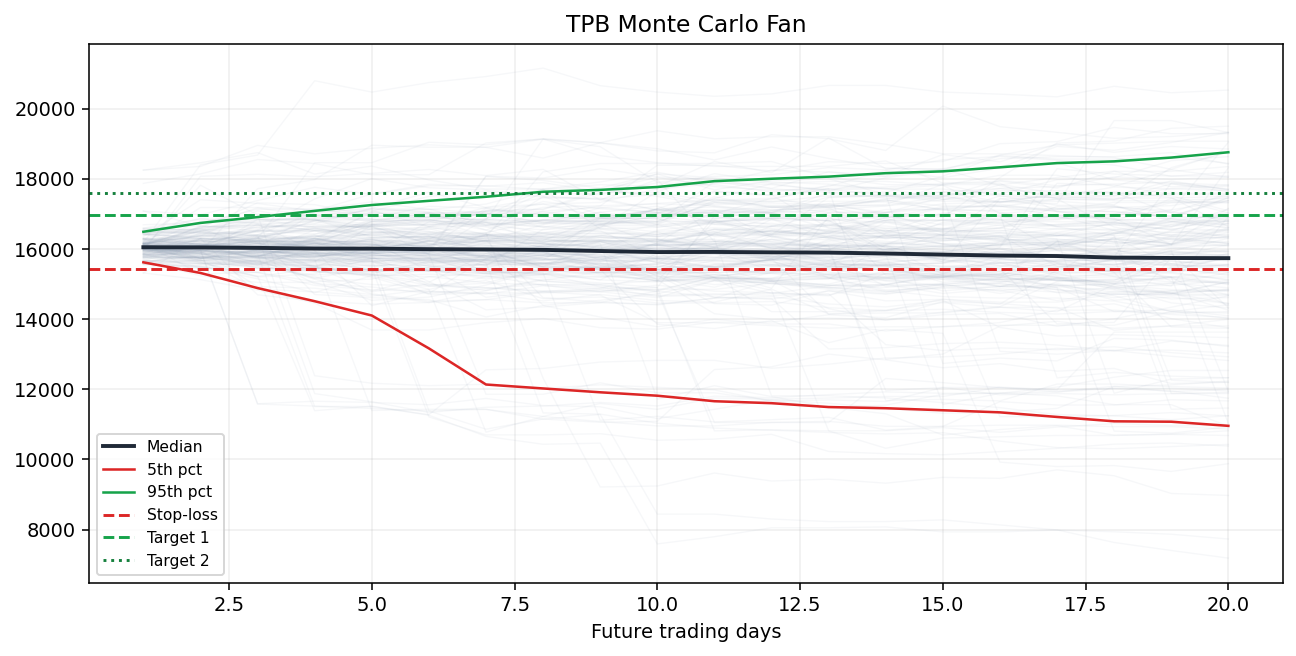 TPB Monte Carlo Fan
20000
18000
16000
14000
12000
10000
8000
Median
5th pct
95th pct
Stop-loss
Target 1
Target 2
2.5 5.0 7.5 10.0 12.5 15.0 17.5 20.0
Future trading days